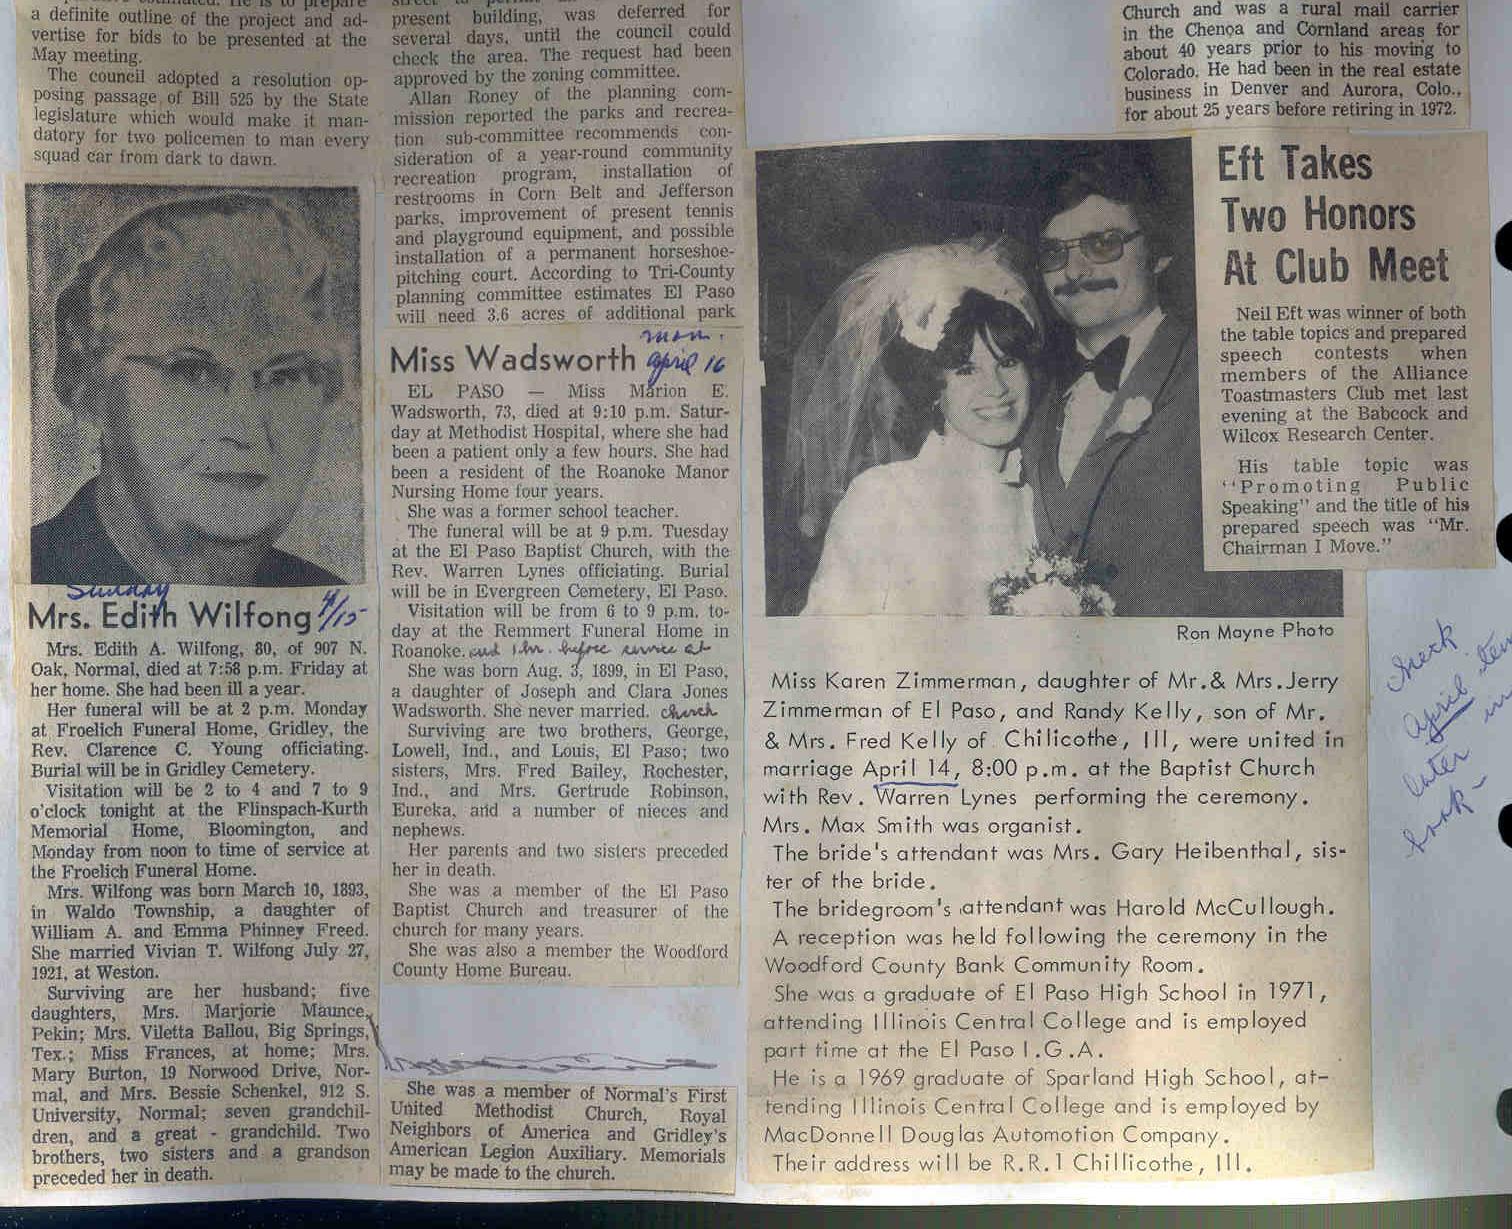 a definite outline of the project and ad-
vertise for bids to be presented at the
May meeting.
The council adopted a resolution op-
posing passage of Bill 525 by the State
legislature which would make it man-
datory for two policemen to man every
squad car from dark to dawn.
Sunday
Mrs. Edith Wilfong 4/15
Mrs. Edith A. Wilfong, 80, of 907 N.
Oak, Normal, died at 7:58 p.m. Friday at
her home. She had been ill a year.
Her funeral will be at 2 p.m. Monday
at Froelich Funeral Home, Gridley, the
Rev. Clarence C. Young officiating.
Burial will be in Gridley Cemetery.
Visitation will be 2 to 4 and 7 to 9
o'clock tonight at the Flinspach-Kurth
Memorial Home, Bloomington, and
Monday from noon to time of service at
the Froelich Funeral Home.
Mrs. Wilfong was born March 10, 1893,
in Waldo Township, a daughter of
William A. and Emma Phinney Freed.
She married Vivian T. Wilfong July 27,
1921, at Weston.
Surviving are her husband; five
daughters, Mrs. Marjorie Maunce,
Pekin; Mrs. Viletta Ballou, Big Springs,
Tex.; Miss Frances, at home; Mrs.
Mary Burton, 19 Norwood Drive, Nor-
mal, and Mrs. Bessie Schenkel, 912 S.
University, Normal; seven grandchil-
dren, and a great - grandchild. Two
brothers, two sisters and a grandson
preceded her in death.
present building, was deferred for
several days, until the council could
check the area. The request had been
approved by the zoning committee.
Allan Roney of the planning com-
mission reported the parks and recrea-
tion sub-committee recommends con-
sideration of a year-round community
recreation program, installation of
restrooms in Corn Belt and Jefferson
parks, improvement of present tennis
and playground equipment, and possible
installation of a permanent horseshoe-
pitching court. According to Tri-County
planning committee estimates El Paso
will need 3.6 acres of additional park
mon.
Miss Wadsworth april 16
EL PASO — Miss Marion E.
Wadsworth, 73, died at 9:10 p.m. Satur-
day at Methodist Hospital, where she had
been a patient only a few hours. She had
been a resident of the Roanoke Manor
Nursing Home four years.
She was a former school teacher.
The funeral will be at 9 p.m. Tuesday
at the El Paso Baptist Church, with the
Rev. Warren Lynes officiating. Burial
will be in Evergreen Cemetery, El Paso.
Visitation will be from 6 to 9 p.m. to-
day at the Remmert Funeral Home in
Roanoke. and 1 hr. before service at
She was born Aug. 3, 1899, in El Paso,
a daughter of Joseph and Clara Jones
Wadsworth. She never married. church
Surviving are two brothers, George,
Lowell, Ind., and Louis, El Paso; two
sisters, Mrs. Fred Bailey, Rochester,
Ind., and Mrs. Gertrude Robinson,
Eureka, and a number of nieces and
nephews.
Her parents and two sisters preceded
her in death.
She was a member of the El Paso
Baptist Church and treasurer of the
church for many years.
She was also a member the Woodford
County Home Bureau.
She was a member of Normal's First
United Methodist Church, Royal
Neighbors of America and Gridley's
American Legion Auxiliary. Memorials
may be made to the church.
Church and was a rural mail carrier
in the Chenoa and Cornland areas for
about 40 years prior to his moving to
Colorado. He had been in the real estate
business in Denver and Aurora, Colo.,
for about 25 years before retiring in 1972.
Eft Takes
Two Honors
At Club Meet
Neil Eft was winner of both
the table topics and prepared
speech contests when
members of the Alliance
Toastmasters Club met last
evening at the Babcock and
Wilcox Research Center.
His table topic was
"Promoting Public
Speaking" and the title of his
prepared speech was "Mr.
Chairman I Move."
Ron Mayne Photo
Miss Karen Zimmerman, daughter of Mr.& Mrs.Jerry
Zimmerman of El Paso, and Randy Kelly, son of Mr.
& Mrs. Fred Kelly of Chilicothe, Ill, were united in
marriage April 14, 8:00 p.m. at the Baptist Church
with Rev. Warren Lynes performing the ceremony.
Mrs. Max Smith was organist.
The bride's attendant was Mrs. Gary Heibenthal, sis-
ter of the bride.
The bridegroom's attendant was Harold McCullough.
A reception was held following the ceremony in the
Woodford County Bank Community Room.
She was a graduate of El Paso High School in 1971,
attending Illinois Central College and is employed
part time at the El Paso I.G.A.
He is a 1969 graduate of Sparland High School, at-
tending Illinois Central College and is employed by
MacDonnell Douglas Automotion Company.
Their address will be R.R.1 Chillicothe, Ill.
check
april
in
later
book-